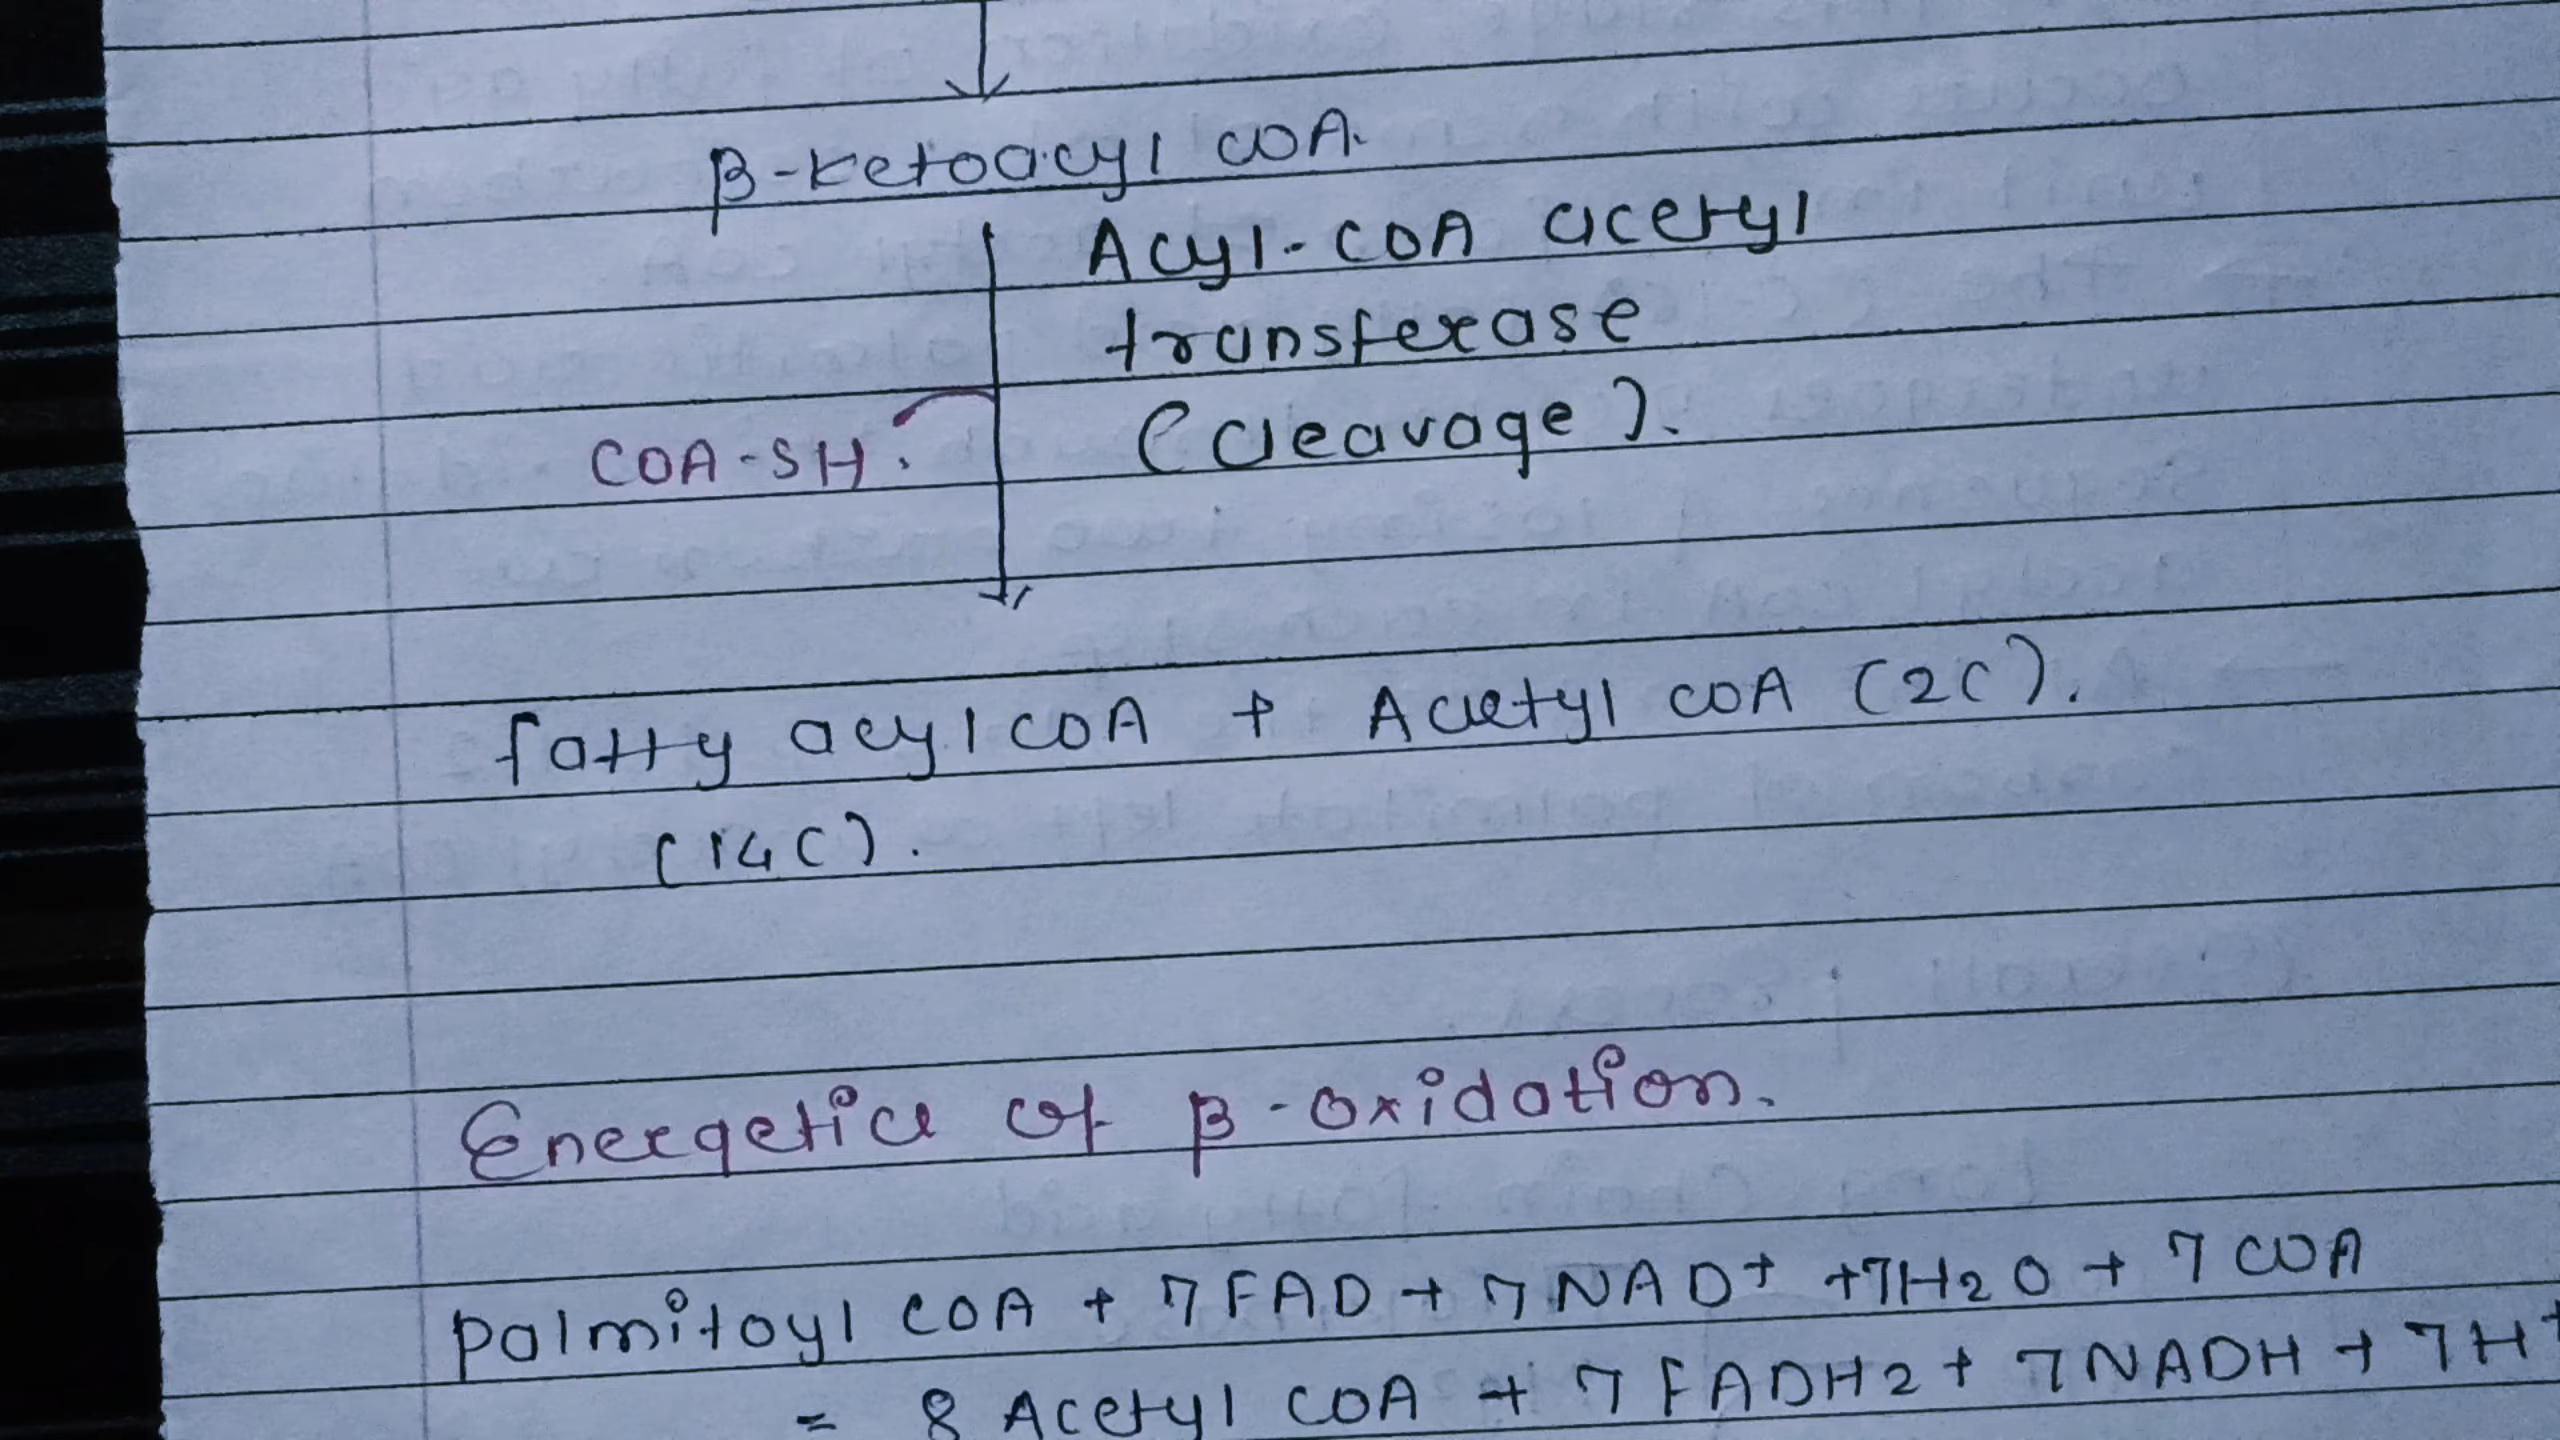 β-ketoacyl COA.
Acyl-COA acetyl
transferase
COA-SH. (cleavage).
fatty acyl COA + Acetyl COA (2C).
(14C).
Energetics of β-oxidation.
palmitoyl COA + 7FAD + 7NAD+ +7H2O + 7 COA
= 8 Acetyl COA + 7 FADH2 + 7NADH + 7H+